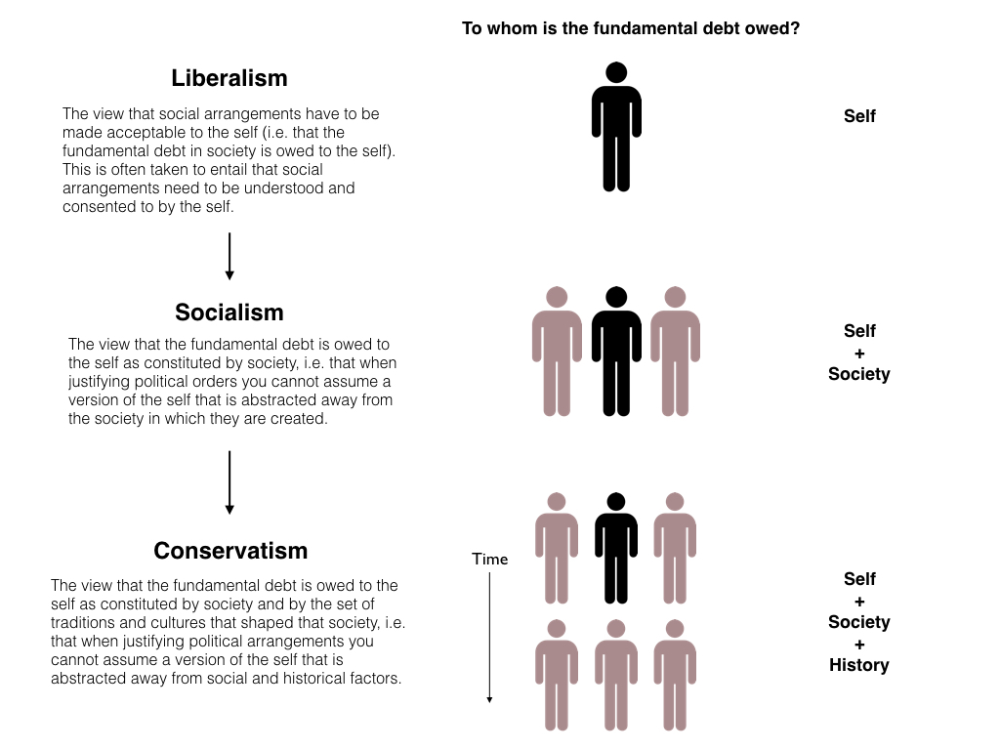 To whom is the fundamental debt owed?
Liberalism
The view that social arrangements have to be
made acceptable to the self (i.e. that the
fundamental debt in society is owed to the self).
This is often taken to entail that social
arrangements need to be understood and
consented to by the self.
Self
Socialism
The view that the fundamental debt is owed to
the self as constituted by society, i.e. that when
justifying political orders you cannot assume a
version of the self that is abstracted away from
the society in which they are created.
Self
+
Society
Conservatism
The view that the fundamental debt is owed to the
self as constituted by society and by the set of
traditions and cultures that shaped that society, i.e.
that when justifying political arrangements you
cannot assume a version of the self that is
abstracted away from social and historical factors.
Time
Self
+
Society
+
History